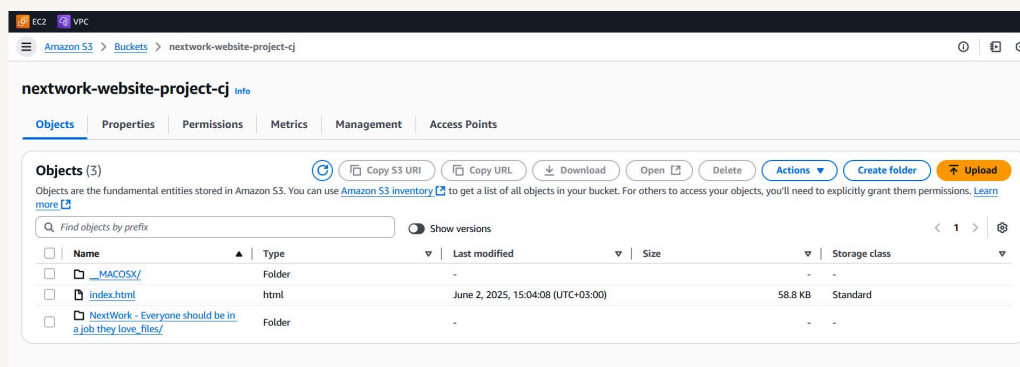 EC2 VPC
Amazon S3 > Buckets > nextwork-website-project-cj
nextwork-website-project-cj Info
Objects Properties Permissions Metrics Management Access Points
Objects (3) Copy S3 URI Copy URL Download Open Delete Actions Create folder Upload
Objects are the fundamental entities stored in Amazon S3. You can use Amazon S3 inventory to get a list of all objects in your bucket. For others to access your objects, you'll need to explicitly grant them permissions. Learn
more
Find objects by prefix Show versions < 1 >
Name Type Last modified Size Storage class
__MACOSX/ Folder - - -
index.html html June 2, 2025, 15:04:08 (UTC+03:00) 58.8 KB Standard
NextWork - Everyone should be in
a job they love_files/ Folder - - -